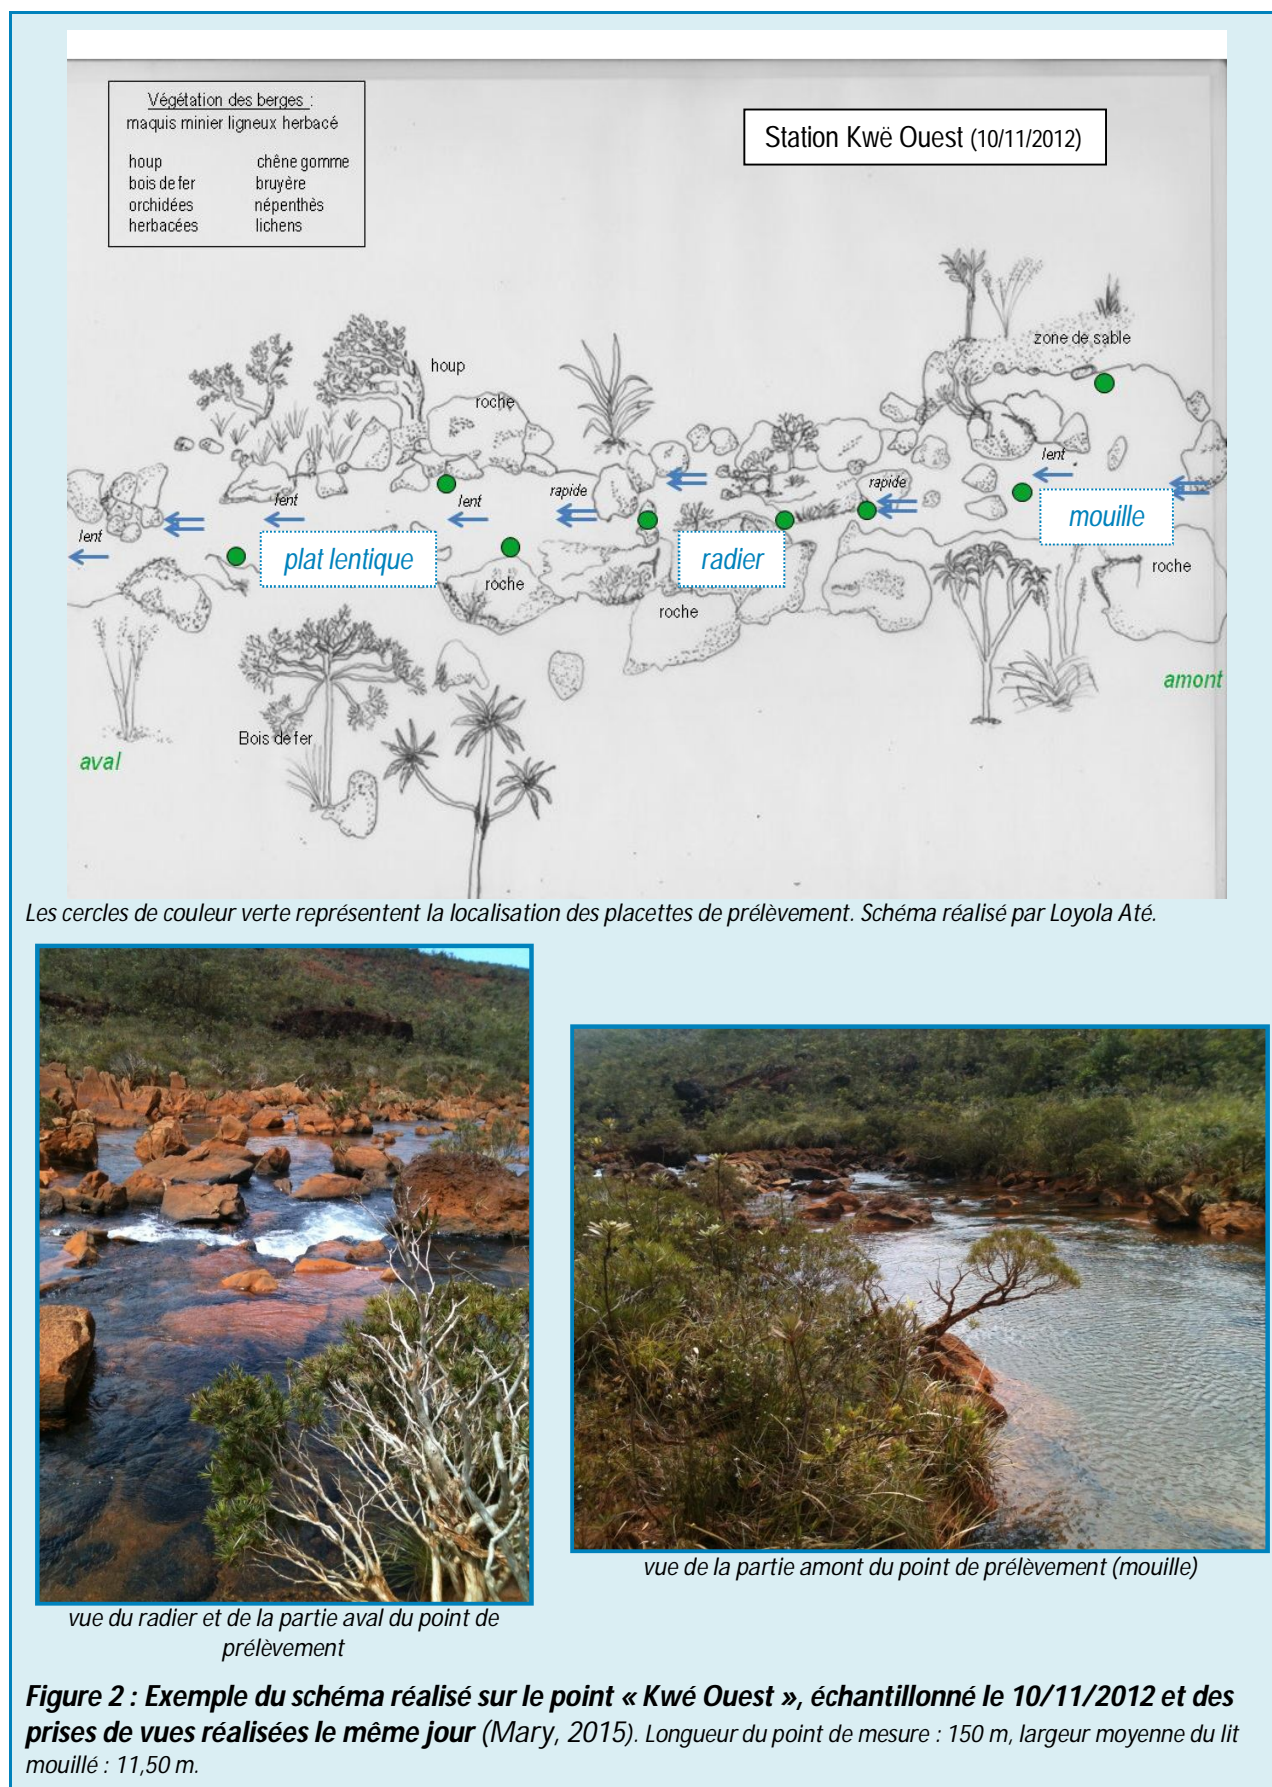 Végétation des berges :
maquis minier ligneux herbacé
houp chêne gomme
bois de fer bruyère
orchidées népenthès
herbacées lichens
Station Kwë Ouest (10/11/2012)
zone de sable
houp
roche
lent
rapide
lent
lent
rapide
lent
mouille
plat lentique
radier
roche
roche
roche
amont
Bois de fer
aval
Les cercles de couleur verte représentent la localisation des placettes de prélèvement. Schéma réalisé par Loyola Até.
vue de la partie amont du point de prélèvement (mouille)
vue du radier et de la partie aval du point de
prélèvement
Figure 2 : Exemple du schéma réalisé sur le point « Kwé Ouest », échantillonné le 10/11/2012 et des
prises de vues réalisées le même jour (Mary, 2015). Longueur du point de mesure : 150 m, largeur moyenne du lit
mouillé : 11,50 m.